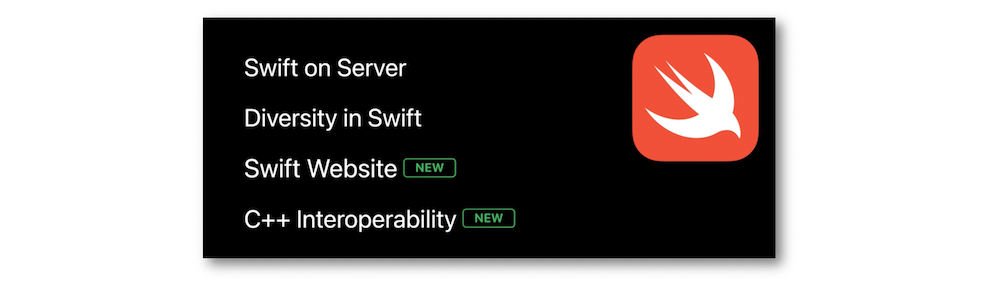 Swift on Server
Diversity in Swift
Swift Website NEW
C++ Interoperability NEW